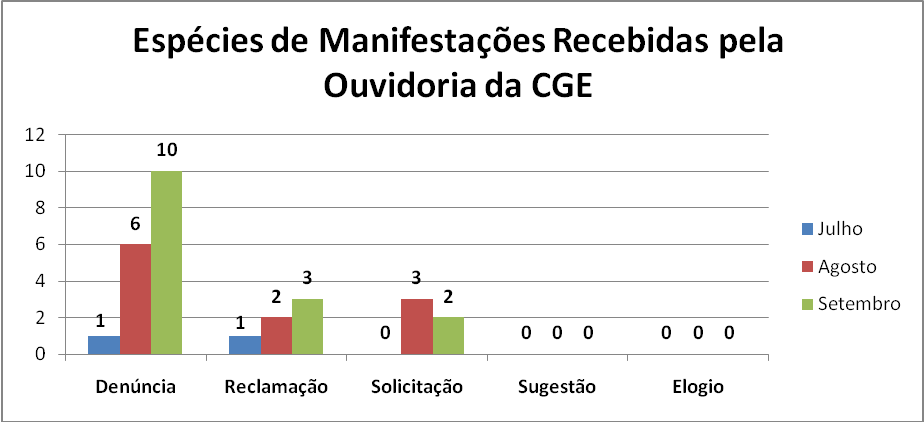 Espécies de Manifestações Recebidas pela
Ouvidoria da CGE
12
10
8
6
4
2
0
1 6 10
1 2 3
0 3 2
0 0 0
0 0 0
Denúncia Reclamação Solicitação Sugestão Elogio
Julho
Agosto
Setembro